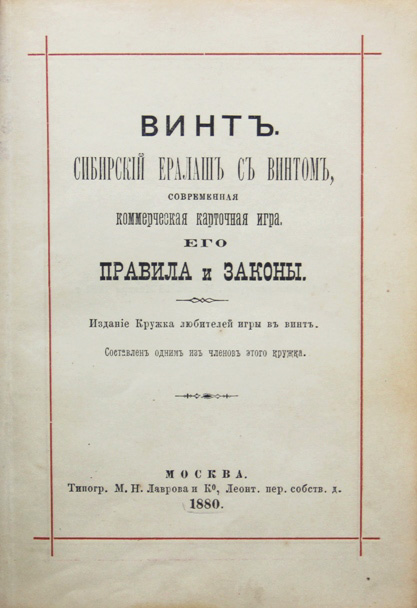 ВИНТЪ.
СИБИРСКІЙ ЕРАЛАШЪ СЪ ВИНТОМЪ,
СОВРЕМЕННАЯ
КОММЕРЧЕСКАЯ КАРТОЧНАЯ ИГРА.
ЕГО
ПРАВИЛА и ЗАКОНЫ.
Изданіе Кружка любителей игры въ винтъ.
Составленъ однимъ изъ членовъ этого кружка.
МОСКВА.
Типогр. М. Н. Лаврова и Ко, Леонт. пер. собств. д.
1880.